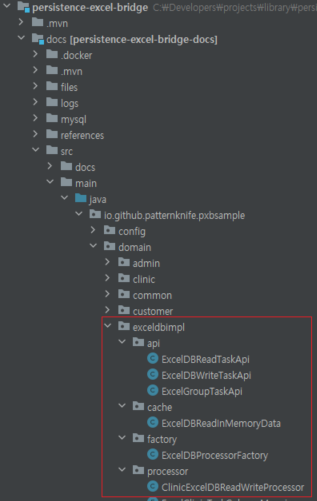 persistence-excel-bridge C:₩Developers₩projects₩library₩per
.mvn
docs [persistence-excel-bridge-docs]
.docker
.mvn
files
logs
mysql
references
src
docs
main
java
io.github.patternknife.pxbsample
config
domain
admin
clinic
common
customer
exceldbimpl
api
ExcelDBReadTaskApi
ExcelDBWriteTaskApi
ExcelGroupTaskApi
cache
ExcelDBReadInMemoryData
factory
ExcelDBProcessorFactory
processor
ClinicExcelDBReadWriteProcessor